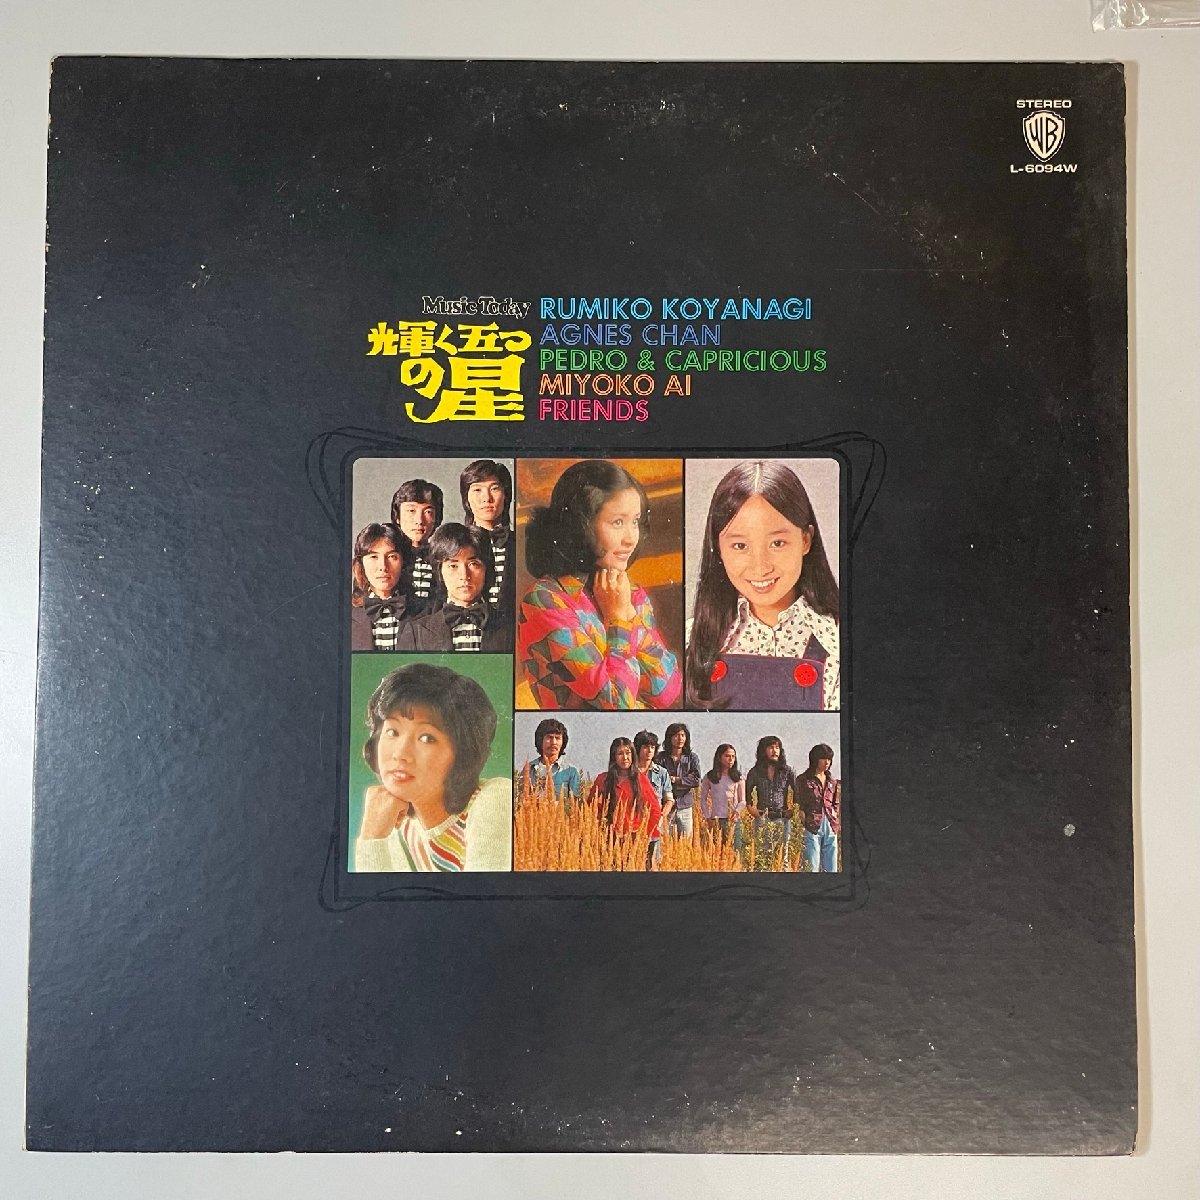 STEREO
WB
L-6094W
Music Today
輝く五つ
の星
RUMIKO KOYANAGI
AGNES CHAN
PEDRO & CAPRICIOUS
MIYOKO AI
FRIENDS